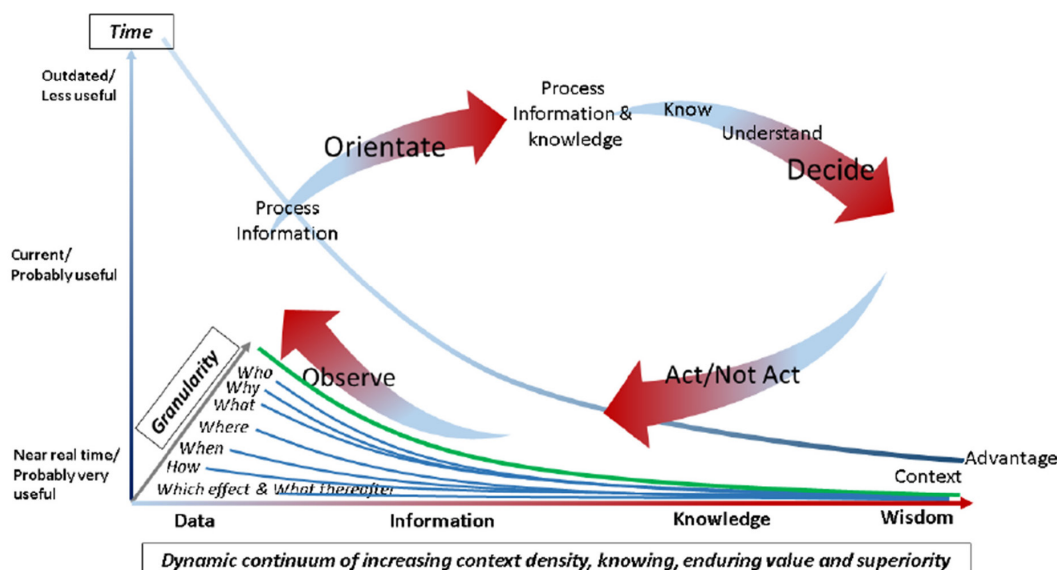 Time
Outdated/
Less useful
Process
Information &
knowledge
Know
Understand
Decide
Orientate
Process
Information
Current/
Probably useful
Granularity
Observe
Act/Not Act
Who
Why
What
Where
When
How
Which effect & What thereafter
Near real time/
Probably very
useful
Advantage
Context
Data
Information
Knowledge
Wisdom
Dynamic continuum of increasing context density, knowing, enduring value and superiority